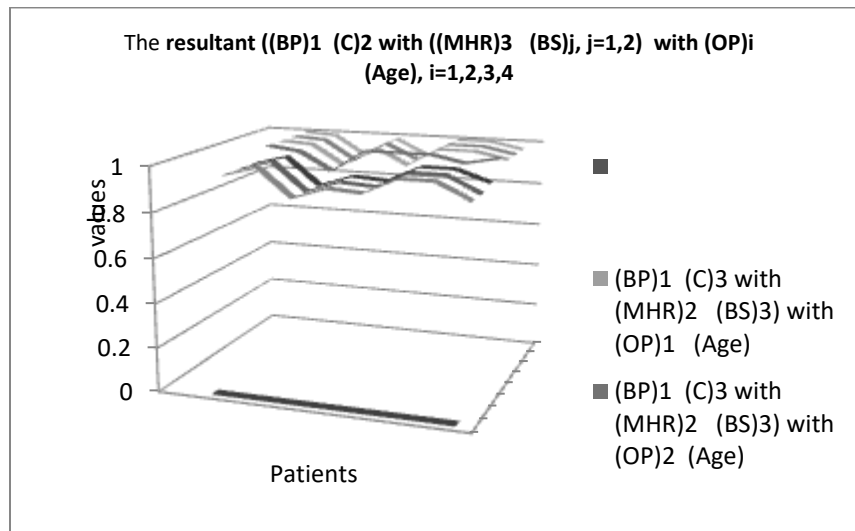 The resultant ((BP)1 (C)2 with ((MHR)3 (BS)j, j=1,2) with (OP)i
(Age), i=1,2,3,4
1
0.8
0.6
0.4
0.2
0
values
Patients
(BP)1 (C)3 with
(MHR)2 (BS)3) with
(OP)1 (Age)
(BP)1 (C)3 with
(MHR)2 (BS)3) with
(OP)2 (Age)